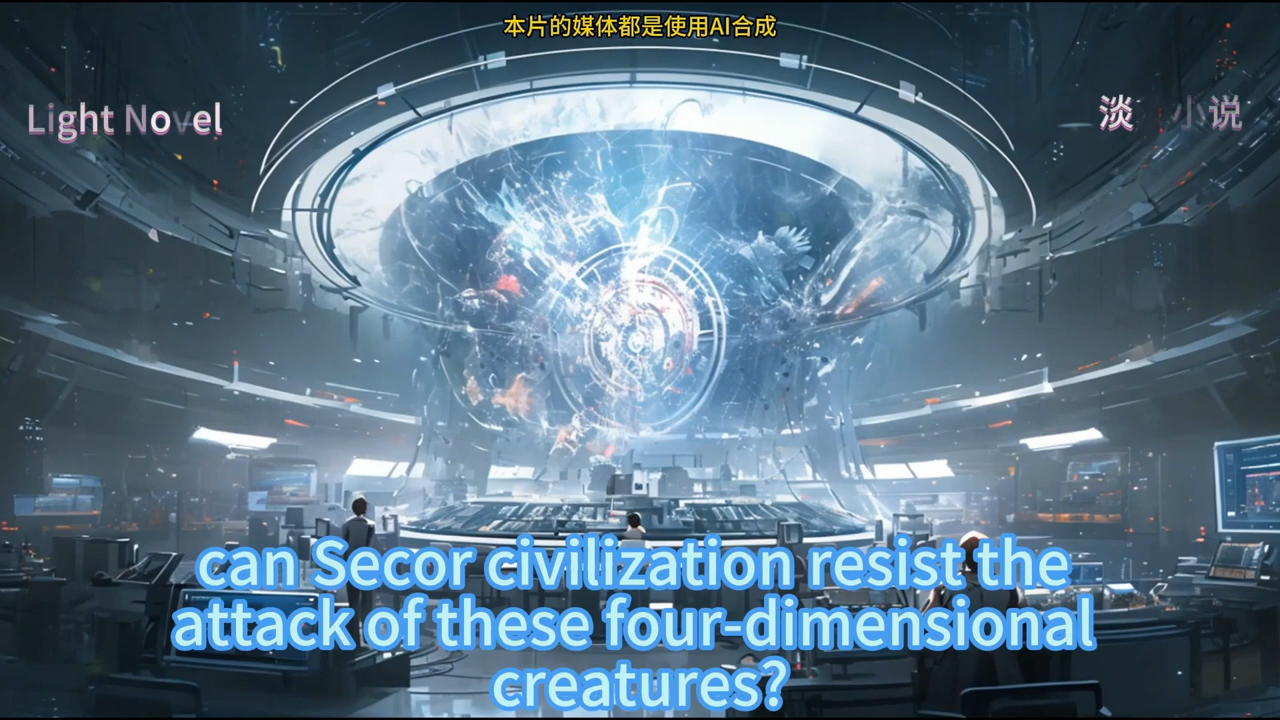 本片的媒体都是使用AI合成
Light Novel
淡 小说
can Secor civilization resist the
attack of these four-dimensional
creatures?